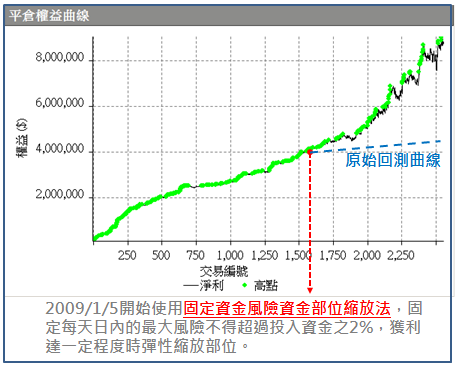 平倉權益曲線
權益($)
8,000,000
6,000,000
4,000,000
2,000,000
原始回測曲線
250 500 750 1,000 1,250 1,500 1,750 2,000 2,250
交易編號
淨利 高點
2009/1/5開始使用固定資金風險資金部位縮放法，固
定每天日內的最大風險不得超過投入資金之2%，獲利
達一定程度時彈性縮放部位。